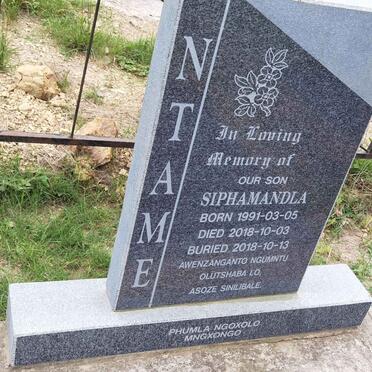 NTAME
In Loving
Memory of
OUR SON
SIPHAMANDLA
BORN 1991-03-05
DIED 2018-10-03
BURIED 2018-10-13
AWENZANGANTO NGUMNTU
OLUTSHABA LO,
ASOZE SINILIBALE.
PHUMLA NGOXOLO
MNGXONGO